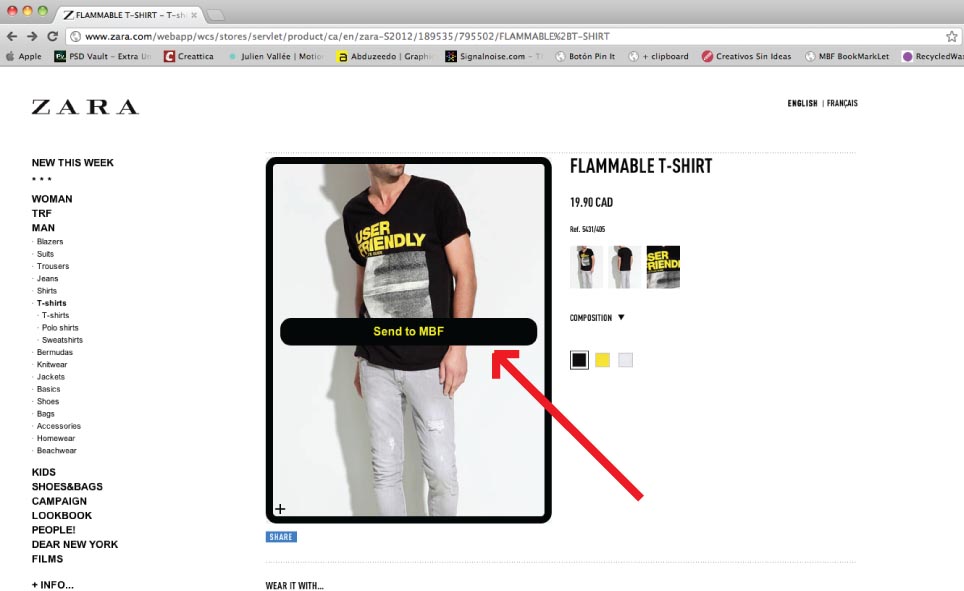 FLAMMABLE T-SHIRT – T-sh
www.zara.com/webapp/wcs/stores/servlet/product/ca/en/zara-S2012/189535/795502/FLAMMABLE%2BT-SHIRT
Apple PSD Vault – Extra Un Creattica Julien Vallée | Motion Abduzeedo | Graphic Signalnoise.com – Th Botón Pin It + clipboard Creativos Sin Ideas MBF BookMarkLet RecycledWa
ZARA
ENGLISH | FRANÇAIS
NEW THIS WEEK
* * *
WOMAN
TRF
MAN
· Blazers
· Suits
· Trousers
· Jeans
· Shirts
· T-shirts
· T-shirts
· Polo shirts
· Sweatshirts
· Bermudas
· Knitwear
· Jackets
· Basics
· Shoes
· Bags
· Accessories
· Homewear
· Beachwear
KIDS
SHOES&BAGS
CAMPAIGN
LOOKBOOK
PEOPLE!
DEAR NEW YORK
FILMS
+ INFO...
USER
FRIENDLY
Send to MBF
+
SHARE
FLAMMABLE T-SHIRT
19.90 CAD
Ref. 5431/405
USER
FRIENDL
COMPOSITION ▼
WEAR IT WITH...